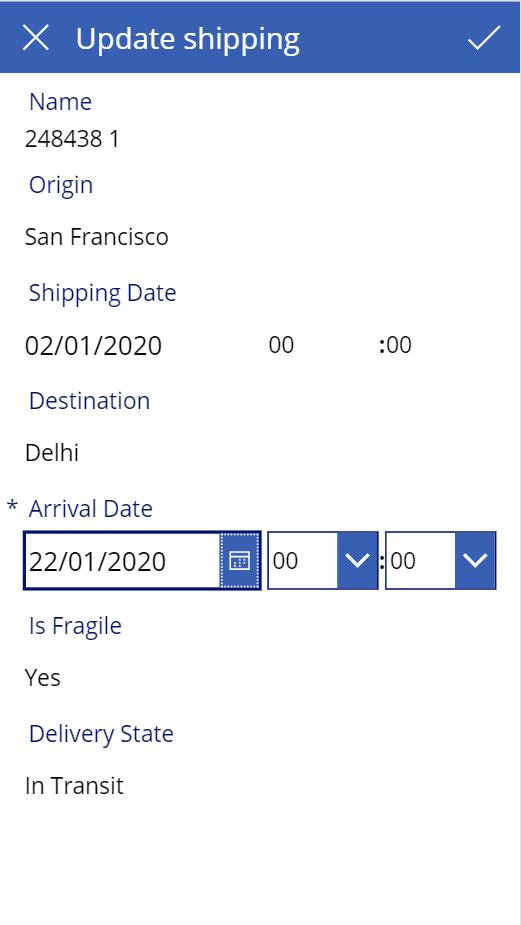 Update shipping
Name
248438 1
Origin
San Francisco
Shipping Date
02/01/2020 00 :00
Destination
Delhi
* Arrival Date
22/01/2020 00 : 00
Is Fragile
Yes
Delivery State
In Transit